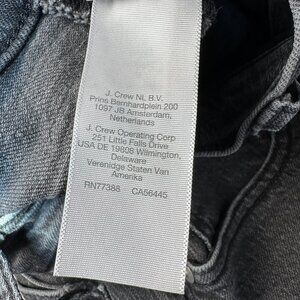 J. Crew NL B.V.
Prins Bernhardplein 200
1097 JB Amsterdam,
Netherlands
J. Crew Operating Corp
251 Little Falls Drive
USA DE 19808 Wilmington,
Delaware
Verenidge Staten Van
Amerika
RN77388 CA56445